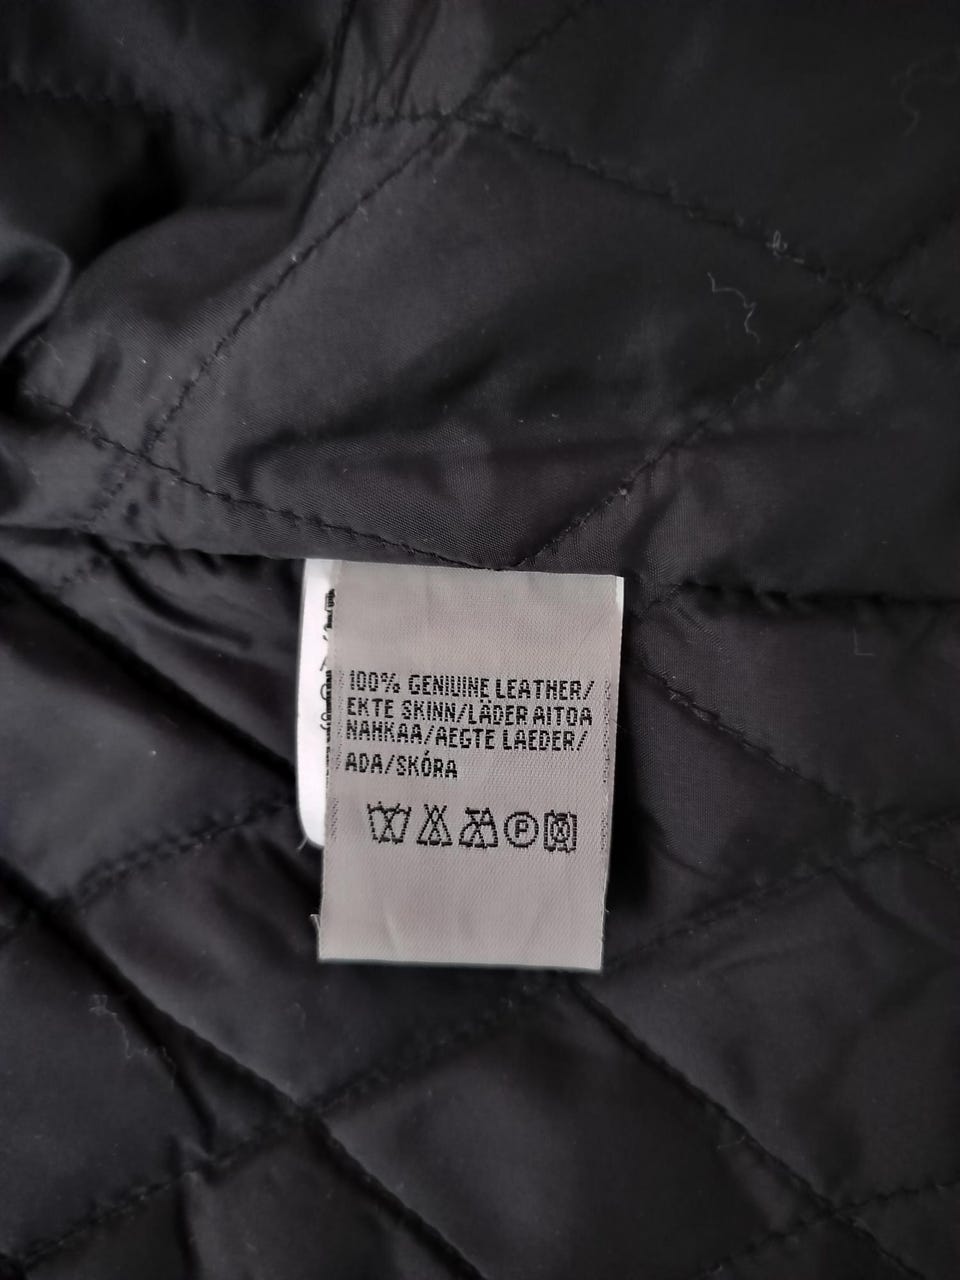 100% GENIUINE LEATHER/
EKTE SKINN/LÄDER AITOA
NAHKAA/AEGTE LAEDER/
ADA/SKÓRA
P